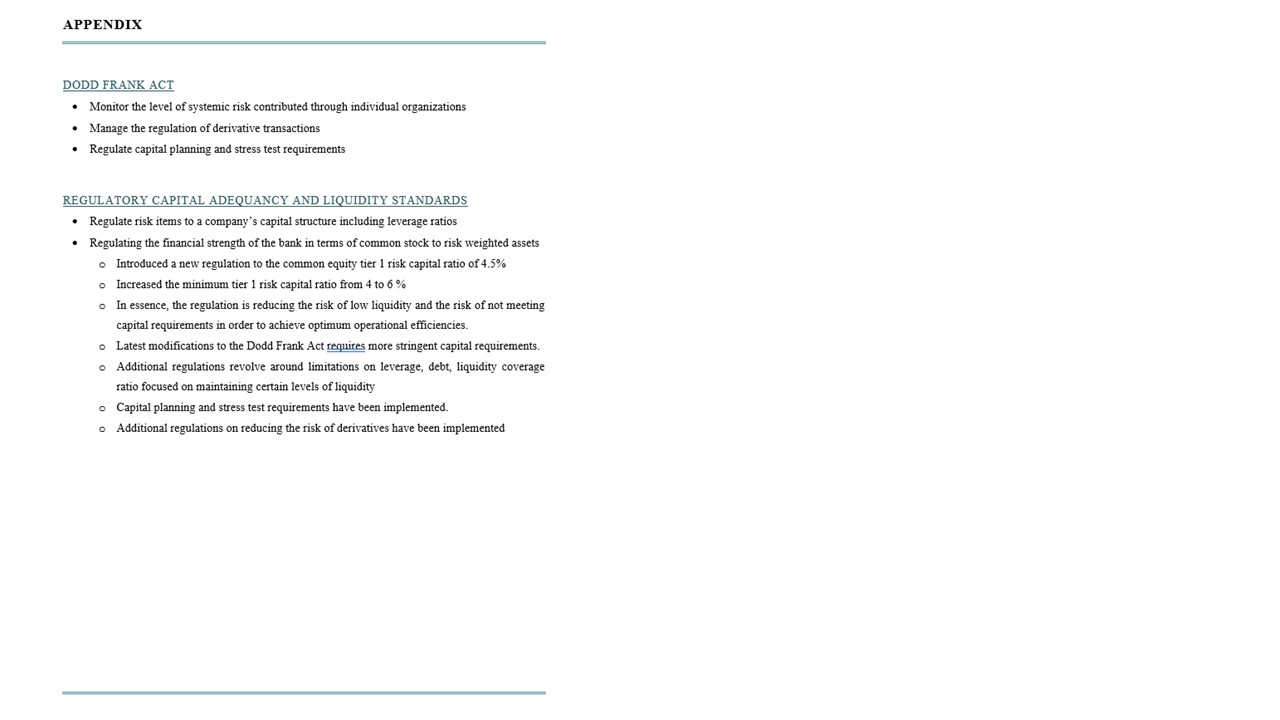 APPENDIX
DODD FRANK ACT
• Monitor the level of systemic risk contributed through individual organizations
• Manage the regulation of derivative transactions
• Regulate capital planning and stress test requirements
REGULATORY CAPITAL ADEQUANCY AND LIQUIDITY STANDARDS
• Regulate risk items to a company’s capital structure including leverage ratios
• Regulating the financial strength of the bank in terms of common stock to risk weighted assets
o Introduced a new regulation to the common equity tier 1 risk capital ratio of 4.5%
o Increased the minimum tier 1 risk capital ratio from 4 to 6 %
o In essence, the regulation is reducing the risk of low liquidity and the risk of not meeting
capital requirements in order to achieve optimum operational efficiencies.
o Latest modifications to the Dodd Frank Act requires more stringent capital requirements.
o Additional regulations revolve around limitations on leverage, debt, liquidity coverage
ratio focused on maintaining certain levels of liquidity
o Capital planning and stress test requirements have been implemented.
o Additional regulations on reducing the risk of derivatives have been implemented